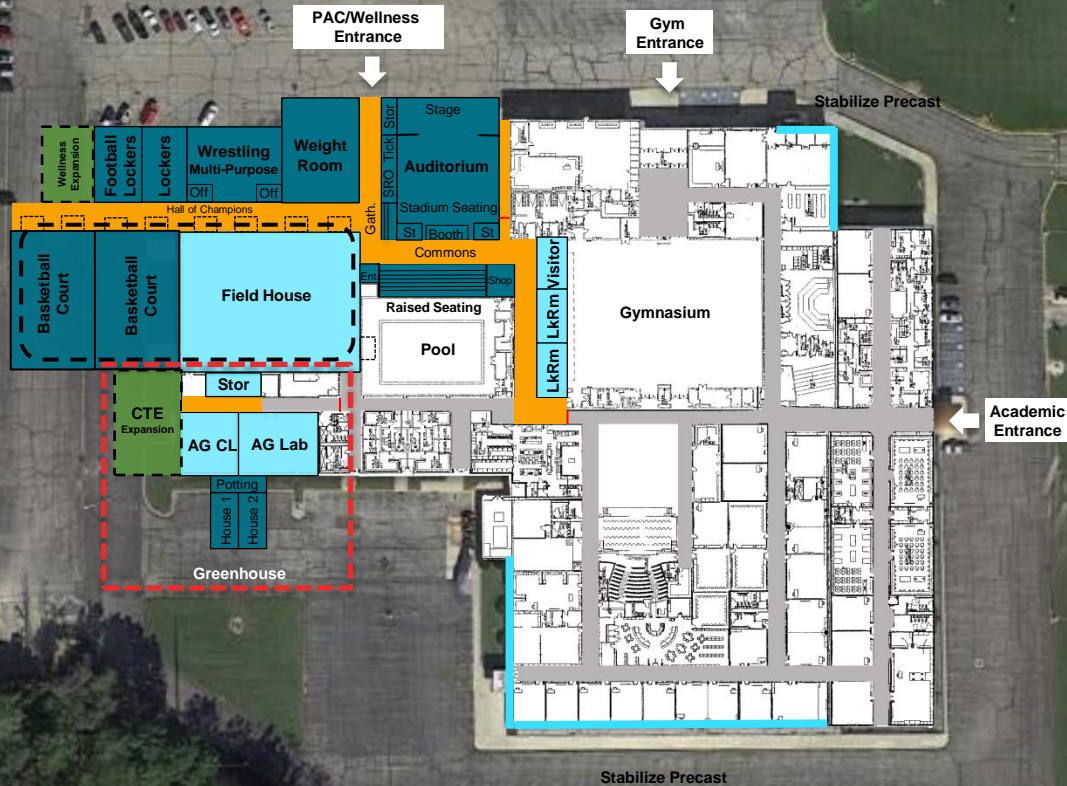 PAC/Wellness
Entrance
Gym
Entrance
Stabilize Precast
Wellness
Expansion
Football
Lockers
Lockers
Wrestling
Multi-Purpose
Off
Off
Weight
Room
Stor
Tick
SRO
Gath.
Stage
Auditorium
Stadium Seating
St
Booth
St
Hall of Champions
Commons
Ent
Shop
Visitor
LkRm
LkRm
Basketball
Court
Basketball
Court
Field House
Raised Seating
Pool
Gymnasium
Stor
CTE
Expansion
AG CL
AG Lab
Academic
Entrance
Potting
House 1
House 2
Greenhouse
Stabilize Precast